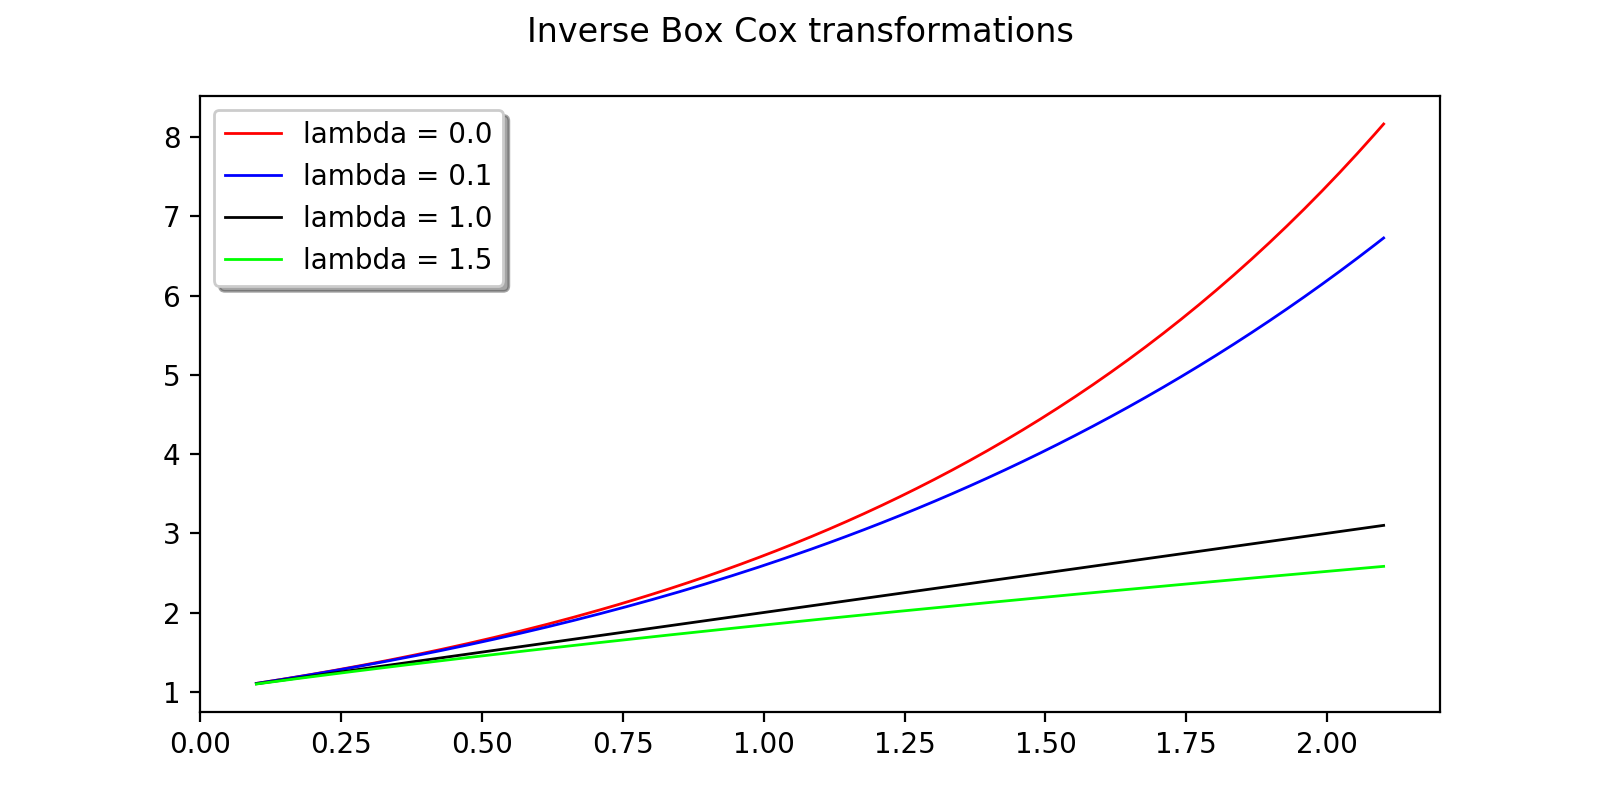 Inverse Box Cox transformations
lambda = 0.0
lambda = 0.1
lambda = 1.0
lambda = 1.5
8
7
6
5
4
3
2
1
0.00 0.25 0.50 0.75 1.00 1.25 1.50 1.75 2.00